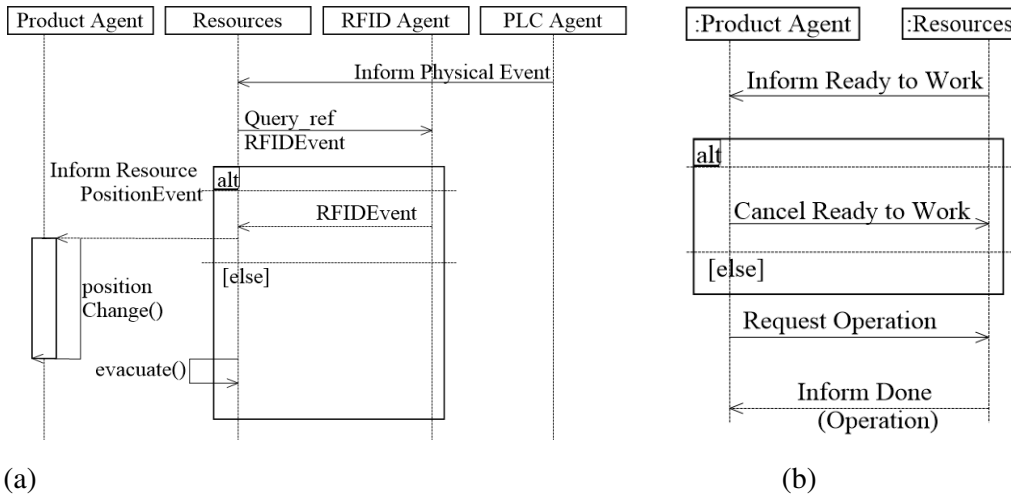 Product Agent
Resources
RFID Agent
PLC Agent
Inform Physical Event
Query_ref
RFIDEvent
Inform Resource
PositionEvent
alt
RFIDEvent
[else]
position
Change()
evacuate()
(a)
:Product Agent
:Resources
Inform Ready to Work
alt
Cancel Ready to Work
[else]
Request Operation
Inform Done
(Operation)
(b)